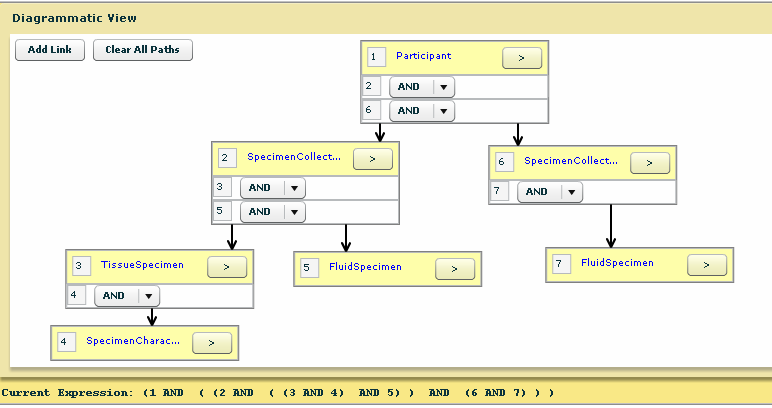 Diagrammatic View
Add Link Clear All Paths
1 Participant >
2 AND
6 AND
2 SpecimenCollect... >
3 AND
5 AND
6 SpecimenCollect... >
7 AND
3 TissueSpecimen >
4 AND
5 FluidSpecimen >
7 FluidSpecimen >
4 SpecimenCharac... >
Current Expression: (1 AND ( ( (2 AND ( ( (3 AND 4) AND 5) ) AND (6 AND 7) ) )